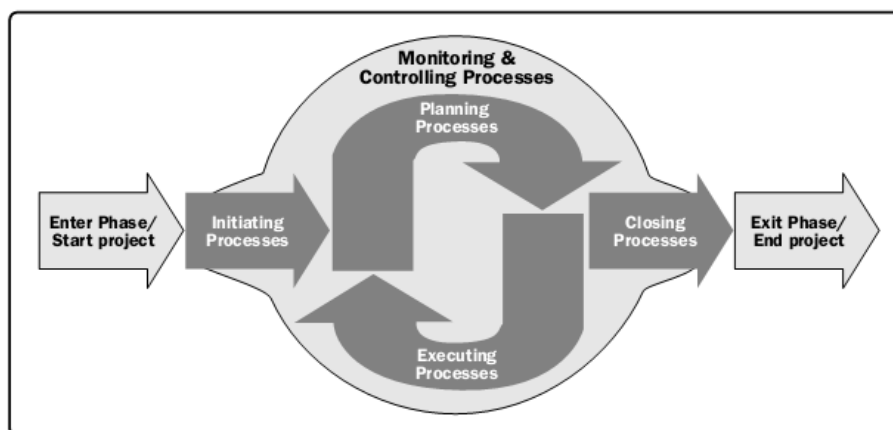 Monitoring &
Controlling Processes
Planning
Processes
Enter Phase/
Start project
Initiating
Processes
Closing
Processes
Exit Phase/
End project
Executing
Processes